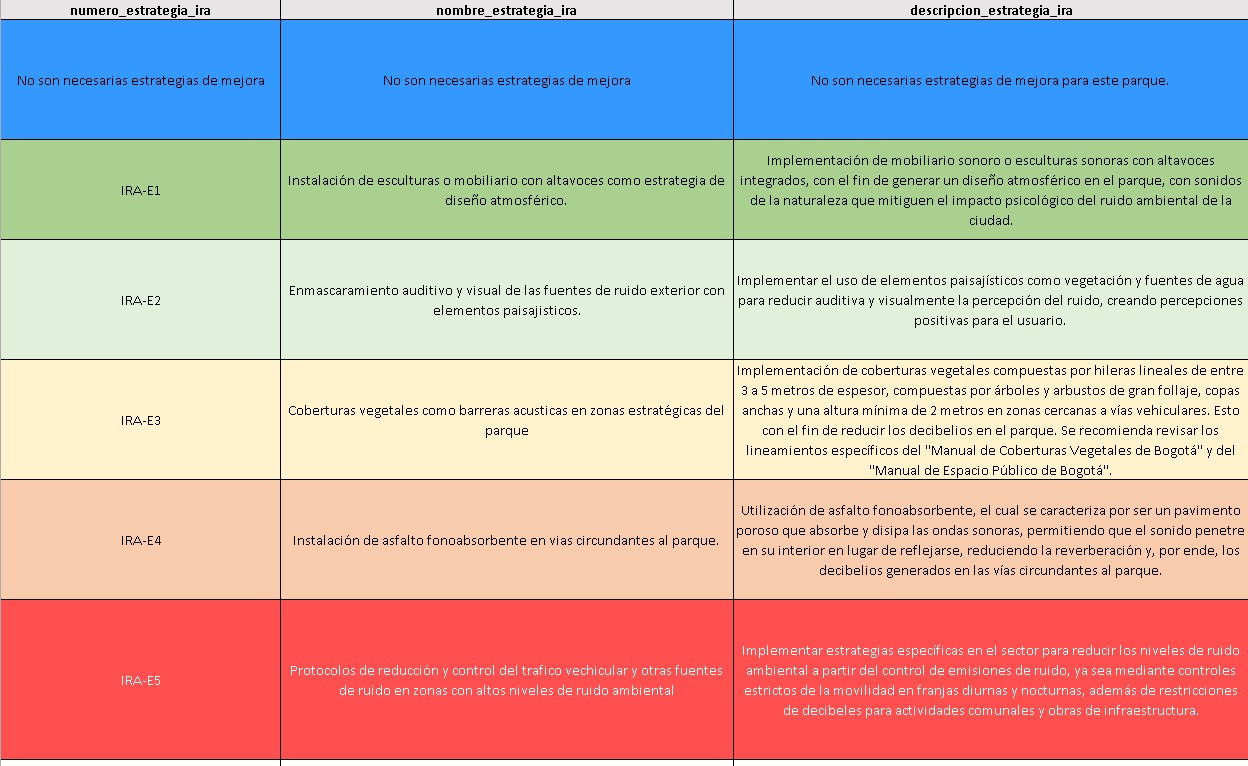 numero_estrategia_ira nombre_estrategia_ira descripcion_estrategia_ira
No son necesarias estrategias de mejora
No son necesarias estrategias de mejora
No son necesarias estrategias de mejora para este parque.
IRA-E1
Instalación de esculturas o mobiliario con altavoces como estrategia de
diseño atmosférico.
Implementación de mobiliario sonoro o esculturas sonoras con altavoces
integrados, con el fin de generar un diseño atmosférico en el parque, con sonidos
de la naturaleza que mitiguen el impacto psicológico del ruido ambiental de la
ciudad.
IRA-E2
Enmascaramiento auditivo y visual de las fuentes de ruido exterior con
elementos paisajisticos.
Implementar el uso de elementos paisajísticos como vegetación y fuentes de agua
para reducir auditiva y visualmente la percepción del ruido, creando percepciones
positivas para el usuario.
IRA-E3
Coberturas vegetales como barreras acusticas en zonas estratégicas del
parque
Implementación de coberturas vegetales compuestas por hileras lineales de entre
3 a 5 metros de espesor, compuestas por árboles y arbustos de gran follaje, copas
anchas y una altura mínima de 2 metros en zonas cercanas a vías vehiculares. Esto
con el fin de reducir los decibelios en el parque. Se recomienda revisar los
lineamientos específicos del "Manual de Coberturas Vegetales de Bogotá" y del
"Manual de Espacio Público de Bogotá".
IRA-E4
Instalación de asfalto fonoabsorbente en vias circundantes al parque.
Utilización de asfalto fonoabsorbente, el cual se caracteriza por ser un pavimento
poroso que absorbe y disipa las ondas sonoras, permitiendo que el sonido penetre
en su interior en lugar de reflejarse, reduciendo la reverberación y, por ende, los
decibelios generados en las vías circundantes al parque.
IRA-E5
Protocolos de reducción y control del trafico vechicular y otras fuentes
de ruido en zonas con altos niveles de ruido ambiental
Implementar estrategias específicas en el sector para reducir los niveles de ruido
ambiental a partir del control de emisiones de ruido, ya sea mediante controles
estrictos de la movilidad en franjas diurnas y nocturnas, además de restricciones
de decibeles para actividades comunales y obras de infraestructura.